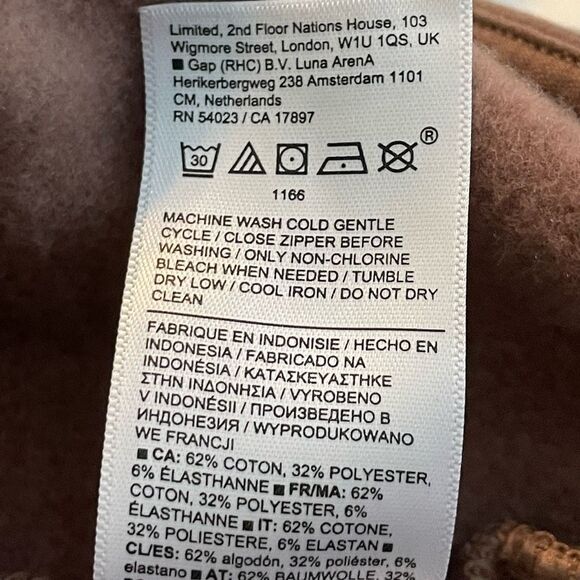 Limited, 2nd Floor Nations House, 103
Wigmore Street, London, W1U 1QS, UK
■ Gap (RHC) B.V. Luna ArenA
Herikerbergweg 238 Amsterdam 1101
CM, Netherlands
RN 54023 / CA 17897
30 ®
1166
MACHINE WASH COLD GENTLE
CYCLE / CLOSE ZIPPER BEFORE
WASHING / ONLY NON-CHLORINE
BLEACH WHEN NEEDED / TUMBLE
DRY LOW / COOL IRON / DO NOT DRY
CLEAN
FABRIQUE EN INDONISIE / HECHO EN
INDONESIA / FABRICADO NA
INDONÉSIA / ΚΑΤΑΣΚΕΥΑΣΤΗΚΕ
ΣΤΗΝ ΙΝΔΟΝΗΣΙΑ / VYROBENO
V INDONÉSII / ПРОИЗВЕДЕНО В
ИНДОНЕЗИЯ / WYPRODUKOWANO
WE FRANCJI
■ CA: 62% COTON, 32% POLYESTER,
6% ÉLASTHANNE ■ FR/MA: 62%
COTON, 32% POLYESTER, 6%
ÉLASTHANNE ■ IT: 62% COTONE,
32% POLIESTERE, 6% ELASTAN ■
CL/ES: 62% algodón, 32% poliéster, 6%
elastano ■ AT: 62% BAUMWOLLE, 32%